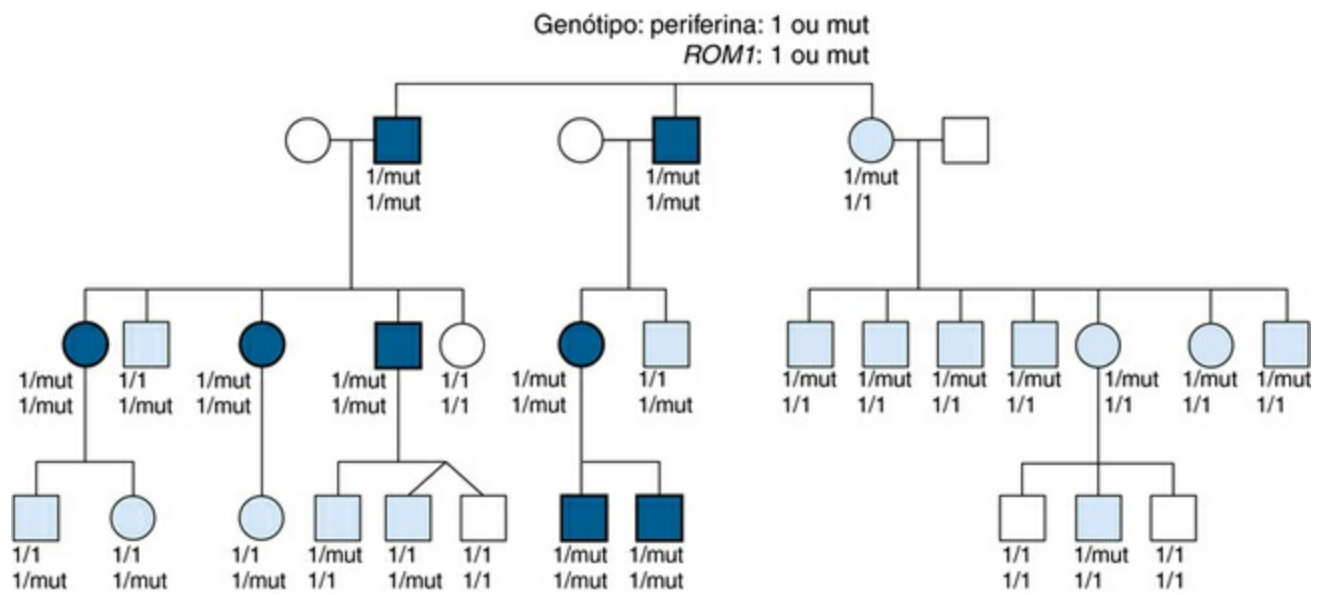 Genótipo: periferina: 1 ou mut
ROM1: 1 ou mut
1/mut 1/mut 1/mut
1/mut 1/mut 1/1
1/mut 1/1 1/mut 1/mut 1/1 1/mut 1/1 1/mut 1/mut 1/mut 1/mut 1/mut 1/mut 1/mut
1/mut 1/mut 1/mut 1/mut 1/1 1/mut 1/mut 1/1 1/1 1/1 1/1 1/1 1/1 1/1
1/1 1/1 1/1 1/mut 1/1 1/1 1/mut 1/mut 1/1 1/mut 1/1
1/mut 1/mut 1/mut 1/1 1/mut 1/1 1/mut 1/mut 1/1 1/1 1/1